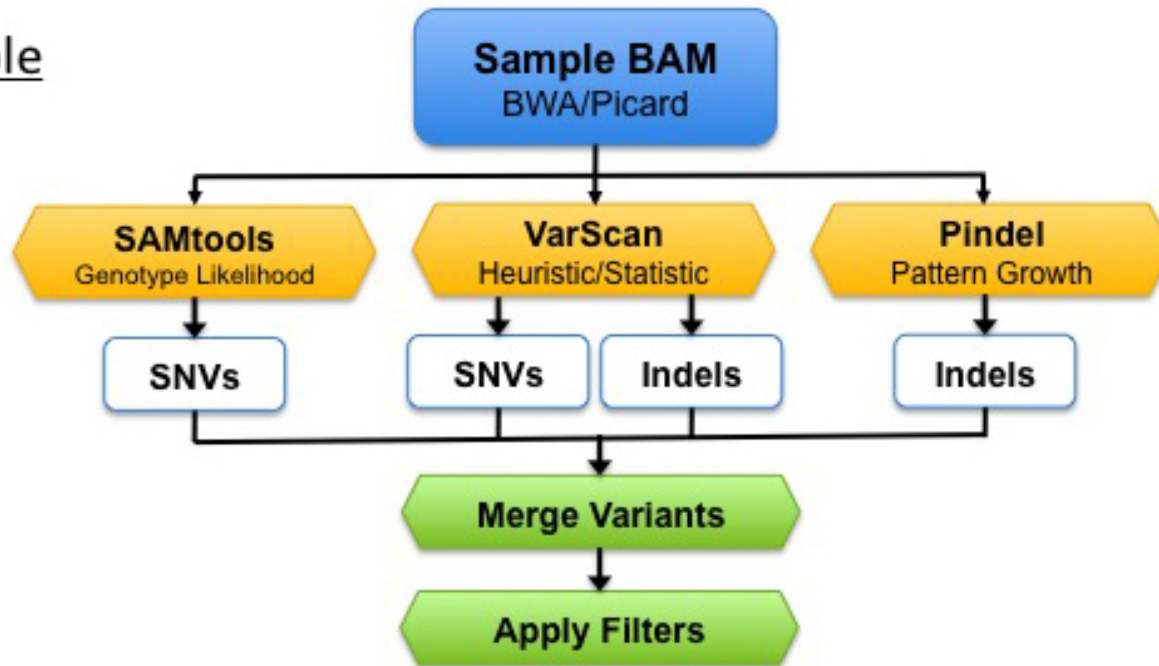 Sample BAM
BWA/Picard
SAMtools
Genotype Likelihood
VarScan
Heuristic/Statistic
Pindel
Pattern Growth
SNVs
SNVs
Indels
Indels
Merge Variants
Apply Filters